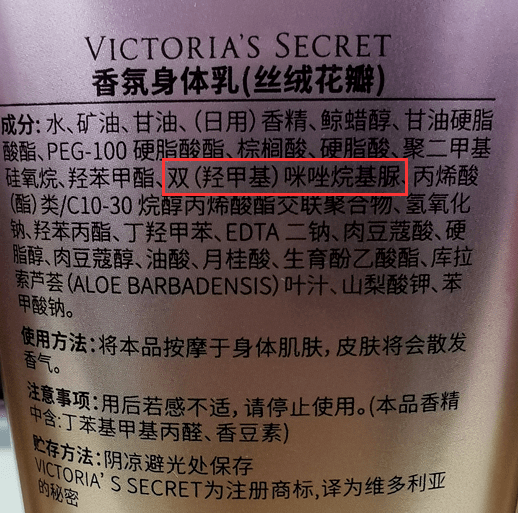 VICTORIA'S SECRET
香氛身体乳(丝绒花瓣)
成分: 水、矿油、甘油、(日用)香精、鲸蜡醇、甘油硬脂
酸酯、PEG-100 硬脂酸酯、棕榈酸、硬脂酸、聚二甲基
硅氧烷、羟苯甲酯、双(羟甲基)咪唑烷基脲、丙烯酸
(酯)类/C10-30 烷醇丙烯酸酯交联聚合物、氢氧化
钠、羟苯丙酯、丁羟甲苯、EDTA 二钠、肉豆蔻酸、硬
脂醇、肉豆蔻醇、油酸、月桂酸、生育酚乙酸酯、库拉
索芦荟(ALOE BARBADENSIS)叶汁、山梨酸钾、苯
甲酸钠。
使用方法:将本品按摩于身体肌肤,皮肤将会散发
香气。
注意事项:用后若感不适,请停止使用。(本品香精
中含:丁苯基甲基丙醛、香豆素)
贮存方法:阴凉避光处保存
VICTORIA'S SECRET为注册商标,译为维多利亚
的秘密